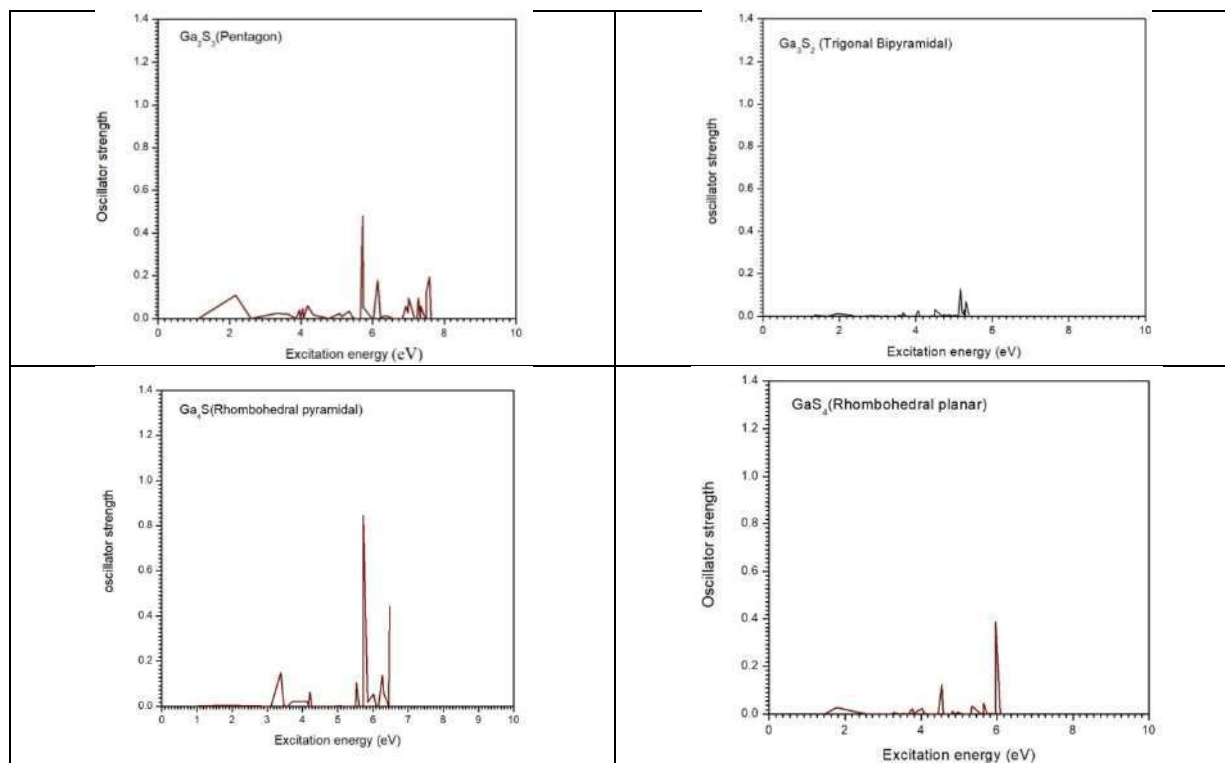 Ga₂S₃(Pentagon)
Oscillator strength
1.4
1.2
1.0
0.8
0.6
0.4
0.2
0.0
0 2 4 6 8 10
Excitation energy (eV)
Ga₃S₂ (Trigonal Bipyramidal)
oscillator strength
1.4
1.2
1.0
0.8
0.6
0.4
0.2
0.0
0 2 4 6 8 10
Excitation energy (eV)
Ga₄S(Rhombohedral pyramidal)
oscillator strength
1.4
1.2
1.0
0.8
0.6
0.4
0.2
0.0
0 1 2 3 4 5 6 7 8 9 10
Excitation energy (eV)
GaS₄(Rhombohedral planar)
Oscillator strength
1.4
1.2
1.0
0.8
0.6
0.4
0.2
0.0
0 2 4 6 8 10
Excitation energy (eV)